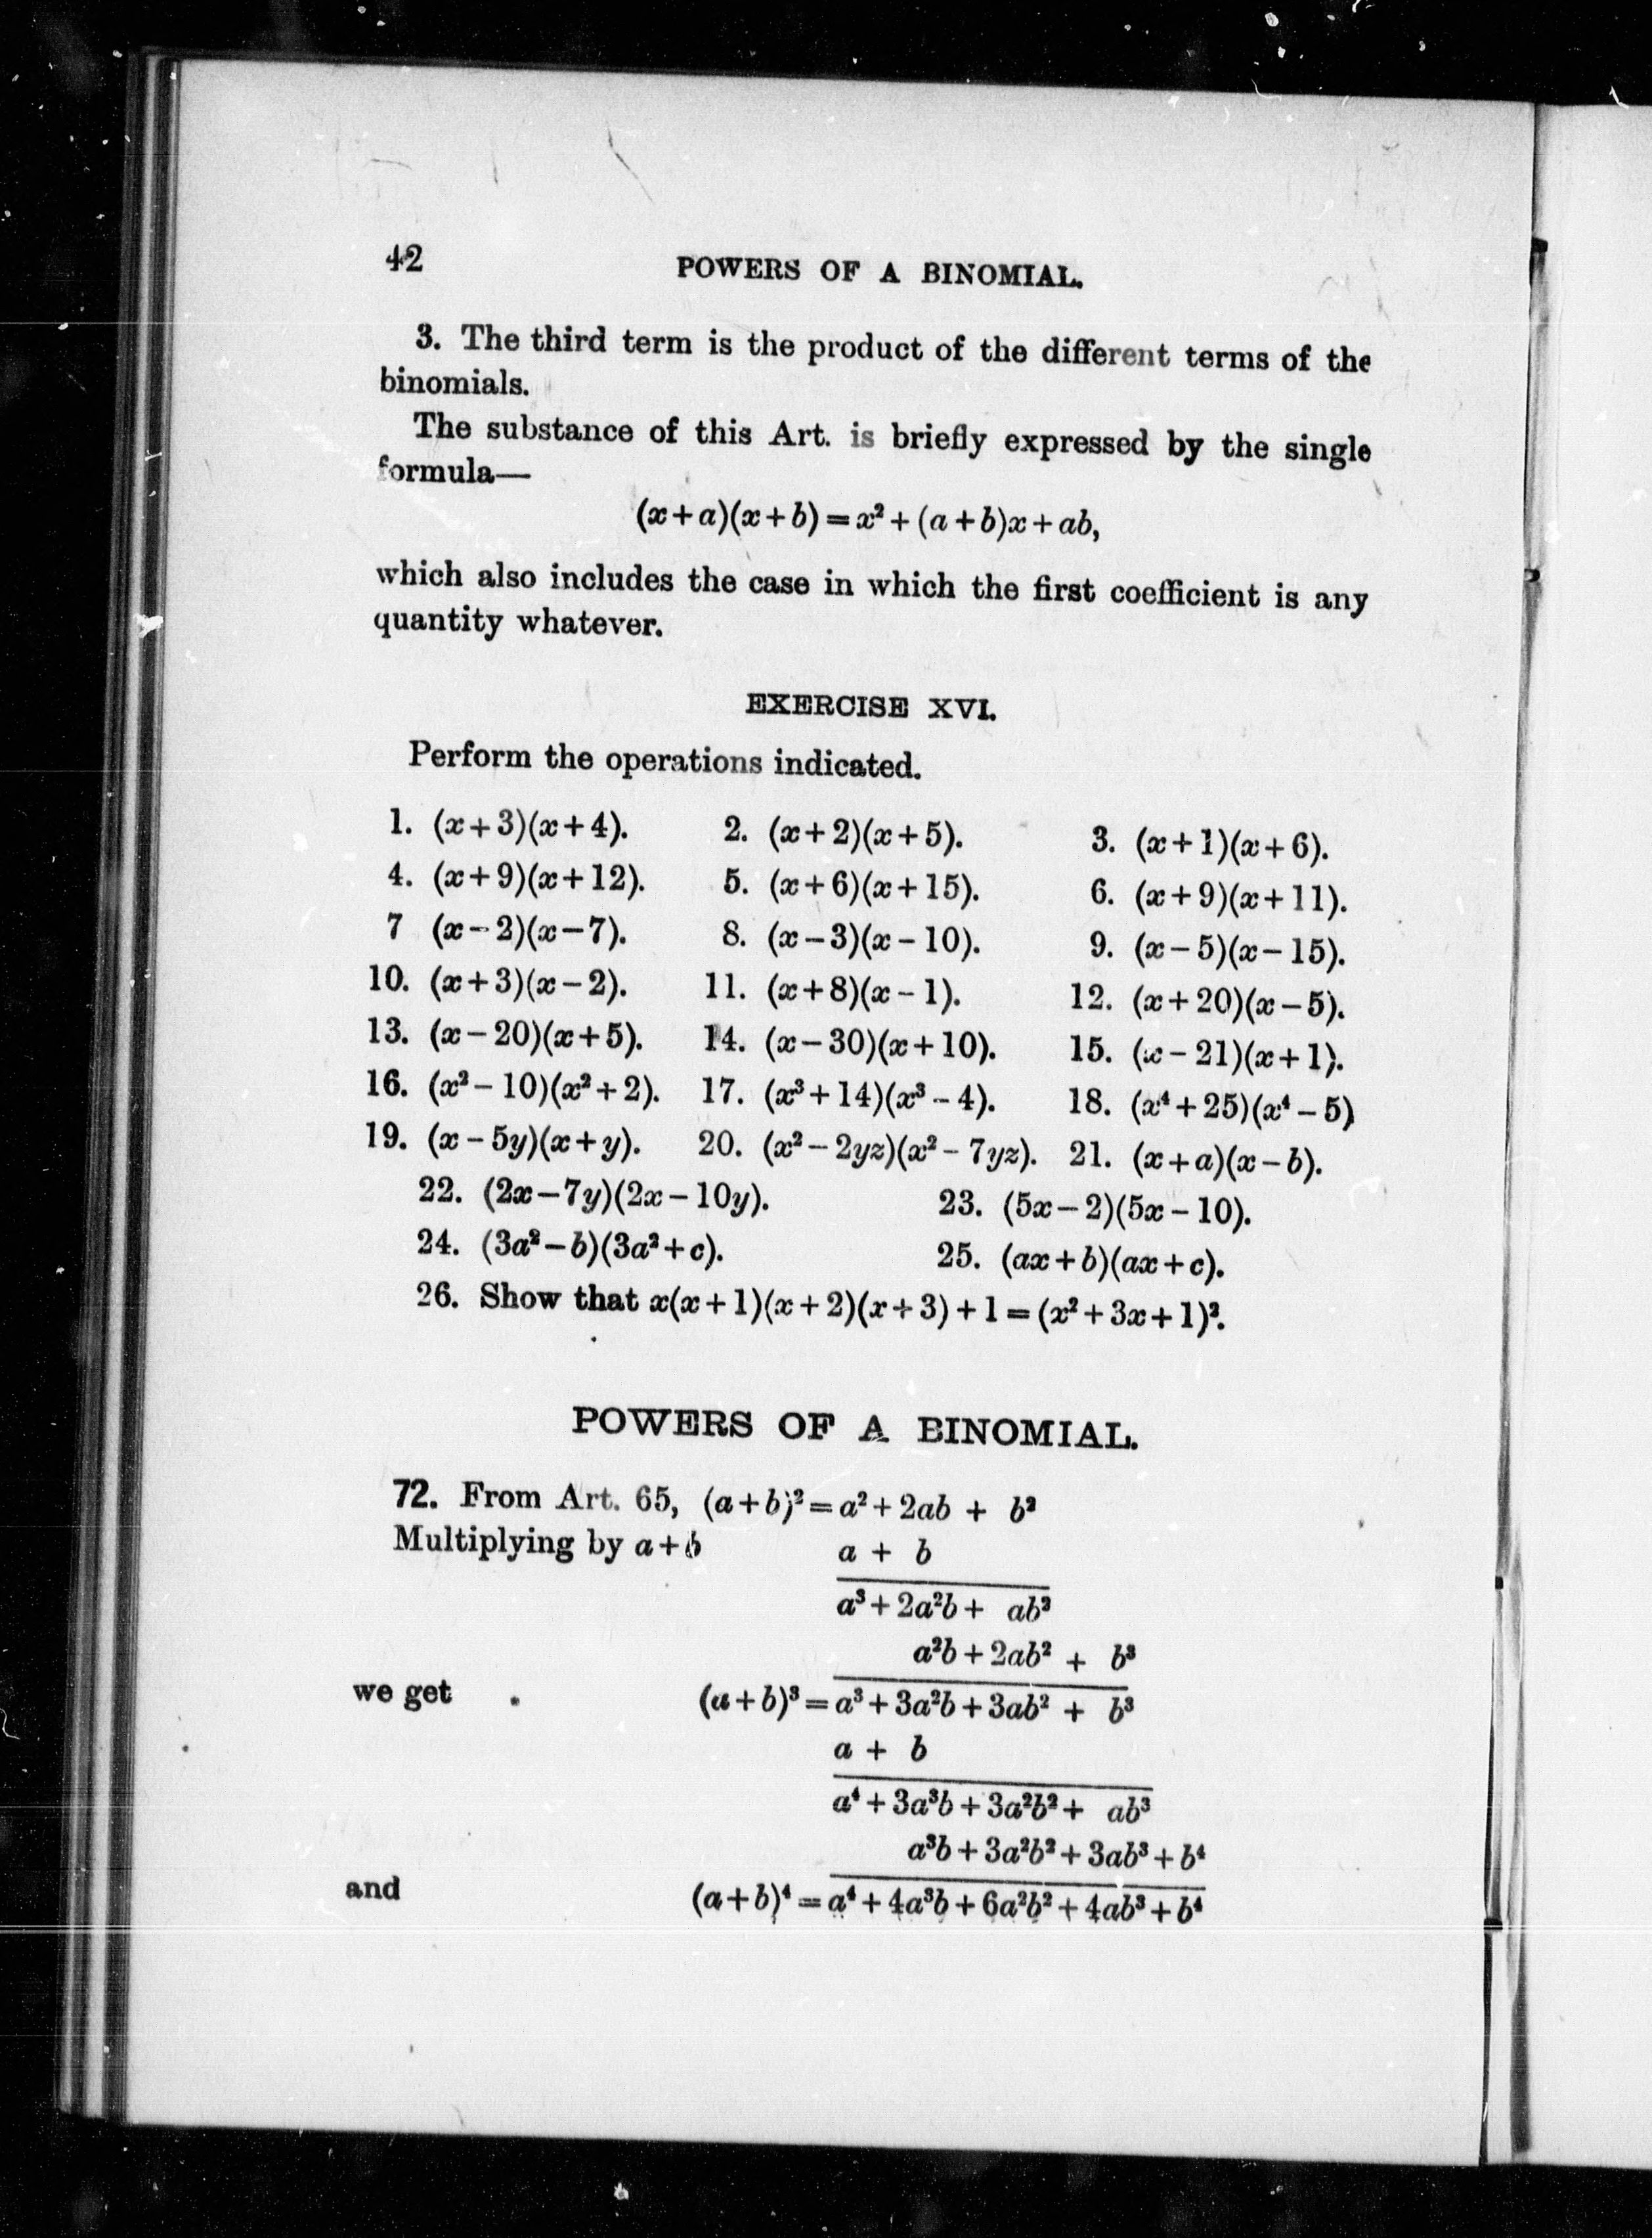 42 POWERS OF A BINOMIAL.
3. The third term is the product of the different terms of the
binomials.
The substance of this Art. is briefly expressed by the single
formula—
(x+a)(x+b)=x²+(a+b)x+ab,
which also includes the case in which the first coefficient is any
quantity whatever.
EXERCISE XVI.
Perform the operations indicated.
1. (x+3)(x+4). 2. (x+2)(x+5). 3. (x+1)(x+6).
4. (x+9)(x+12). 5. (x+6)(x+15). 6. (x+9)(x+11).
7 (x-2)(x-7). 8. (x-3)(x-10). 9. (x-5)(x-15).
10. (x+3)(x-2). 11. (x+8)(x-1). 12. (x+20)(x-5).
13. (x-20)(x+5). 14. (x-30)(x+10). 15. (x-21)(x+1).
16. (x²-10)(x²+2). 17. (x³+14)(x³-4). 18. (x⁴+25)(x⁴-5)
19. (x-5y)(x+y). 20. (x²-2yz)(x²-7yz). 21. (x+a)(x-b).
22. (2x-7y)(2x-10y). 23. (5x-2)(5x-10).
24. (3a²-b)(3a²+c). 25. (ax+b)(ax+c).
26. Show that x(x+1)(x+2)(x+3)+1=(x²+3x+1)².
POWERS OF A BINOMIAL.
72. From Art. 65, (a+b)²=a²+2ab + b²
Multiplying by a+b a + b
a³+2a²b+ ab²
a²b+2ab² + b³
we get (a+b)³=a³+3a²b+3ab² + b³
a + b
a⁴+3a³b+3a²b²+ ab³
a³b+3a²b²+3ab³+b⁴
and (a+b)⁴=a⁴+4a³b+6a²b²+4ab³+b⁴